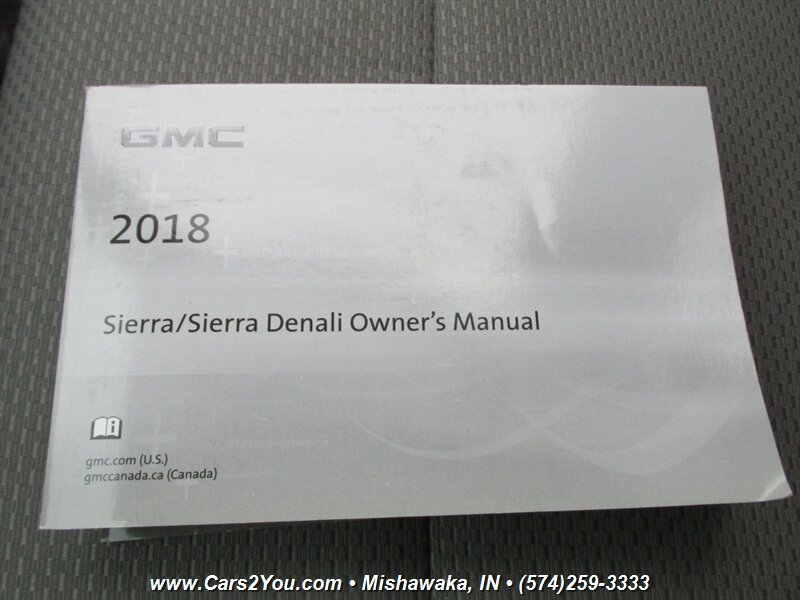 GMC
2018
Sierra/Sierra Denali Owner's Manual
gmc.com (U.S.)
gmccanada.ca (Canada)
www.Cars2You.com • Mishawaka, IN • (574)259-3333